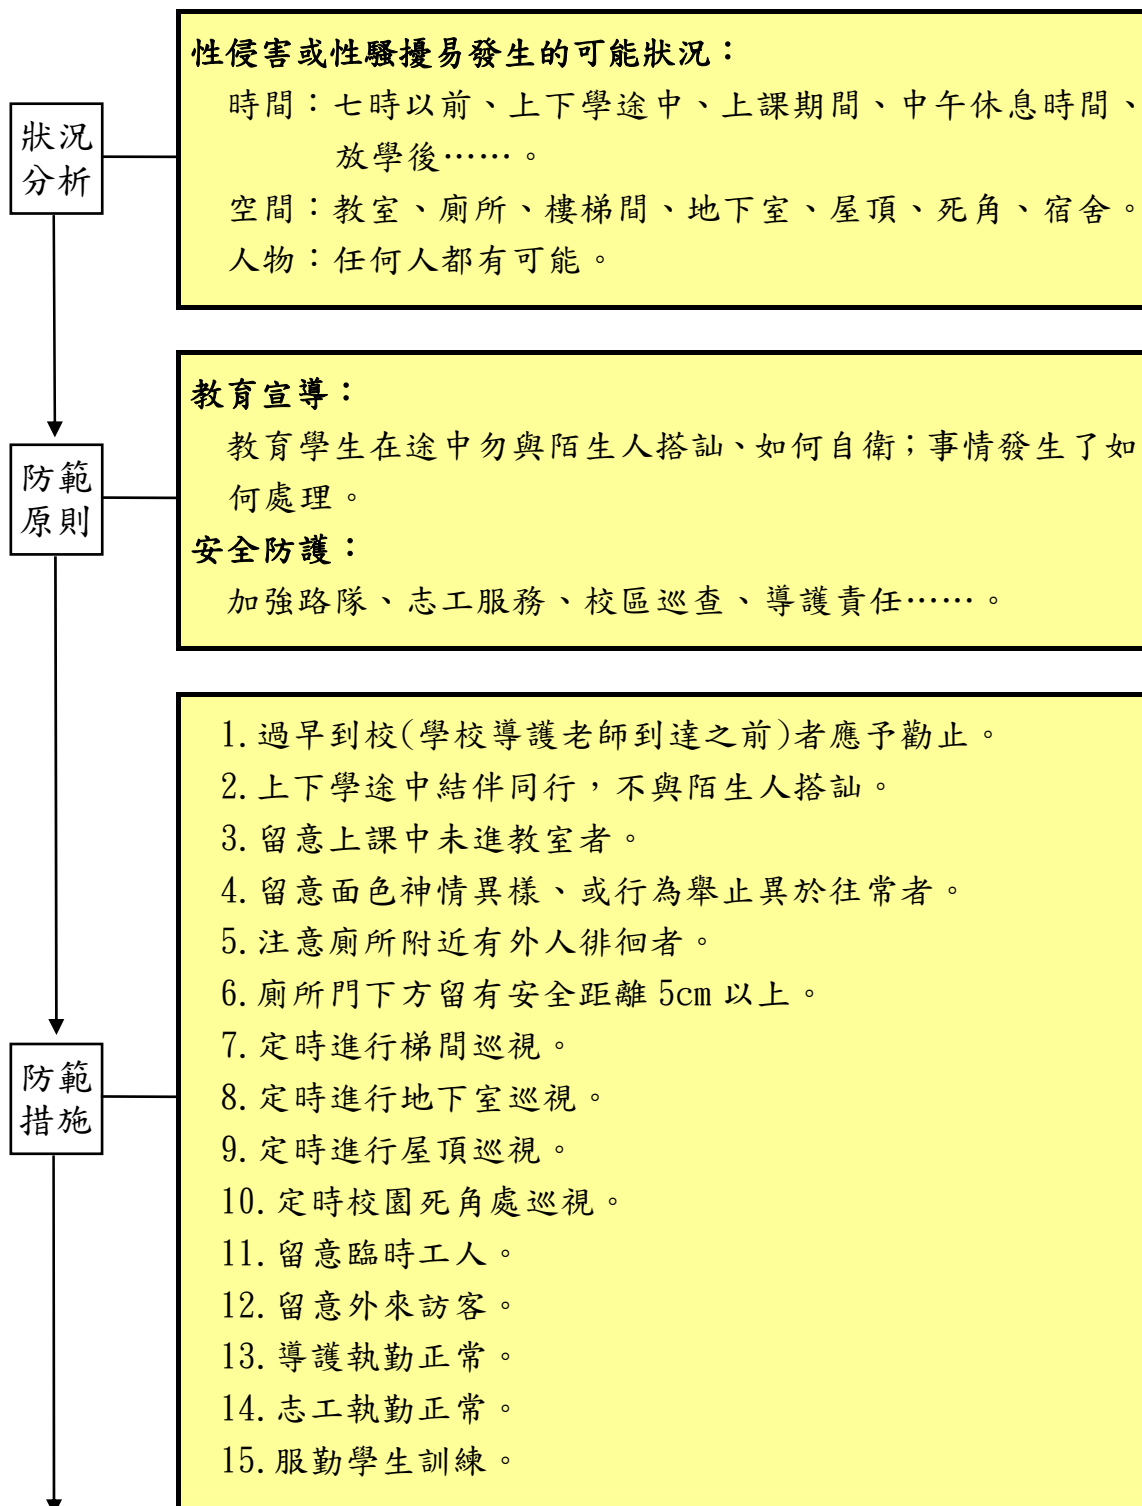 狀況
分析
性侵害或性騷擾易發生的可能狀況：
時間：七時以前、上下學途中、上課期間、中午休息時間、
放學後……。
空間：教室、廁所、樓梯間、地下室、屋頂、死角、宿舍。
人物：任何人都有可能。
防範
原則
教育宣導：
教育學生在途中勿與陌生人搭訕、如何自衛；事情發生了如
何處理。
安全防護：
加強路隊、志工服務、校區巡查、導護責任……。
防範
措施
1.過早到校(學校導護老師到達之前)者應予勸止。
2.上下學途中結伴同行，不與陌生人搭訕。
3.留意上課中未進教室者。
4.留意面色神情異樣、或行為舉止異於往常者。
5.注意廁所附近有外人徘徊者。
6.廁所門下方留有安全距離 5cm 以上。
7.定時進行梯間巡視。
8.定時進行地下室巡視。
9.定時進行屋頂巡視。
10.定時校園死角處巡視。
11.留意臨時工人。
12.留意外來訪客。
13.導護執勤正常。
14.志工執勤正常。
15.服勤學生訓練。